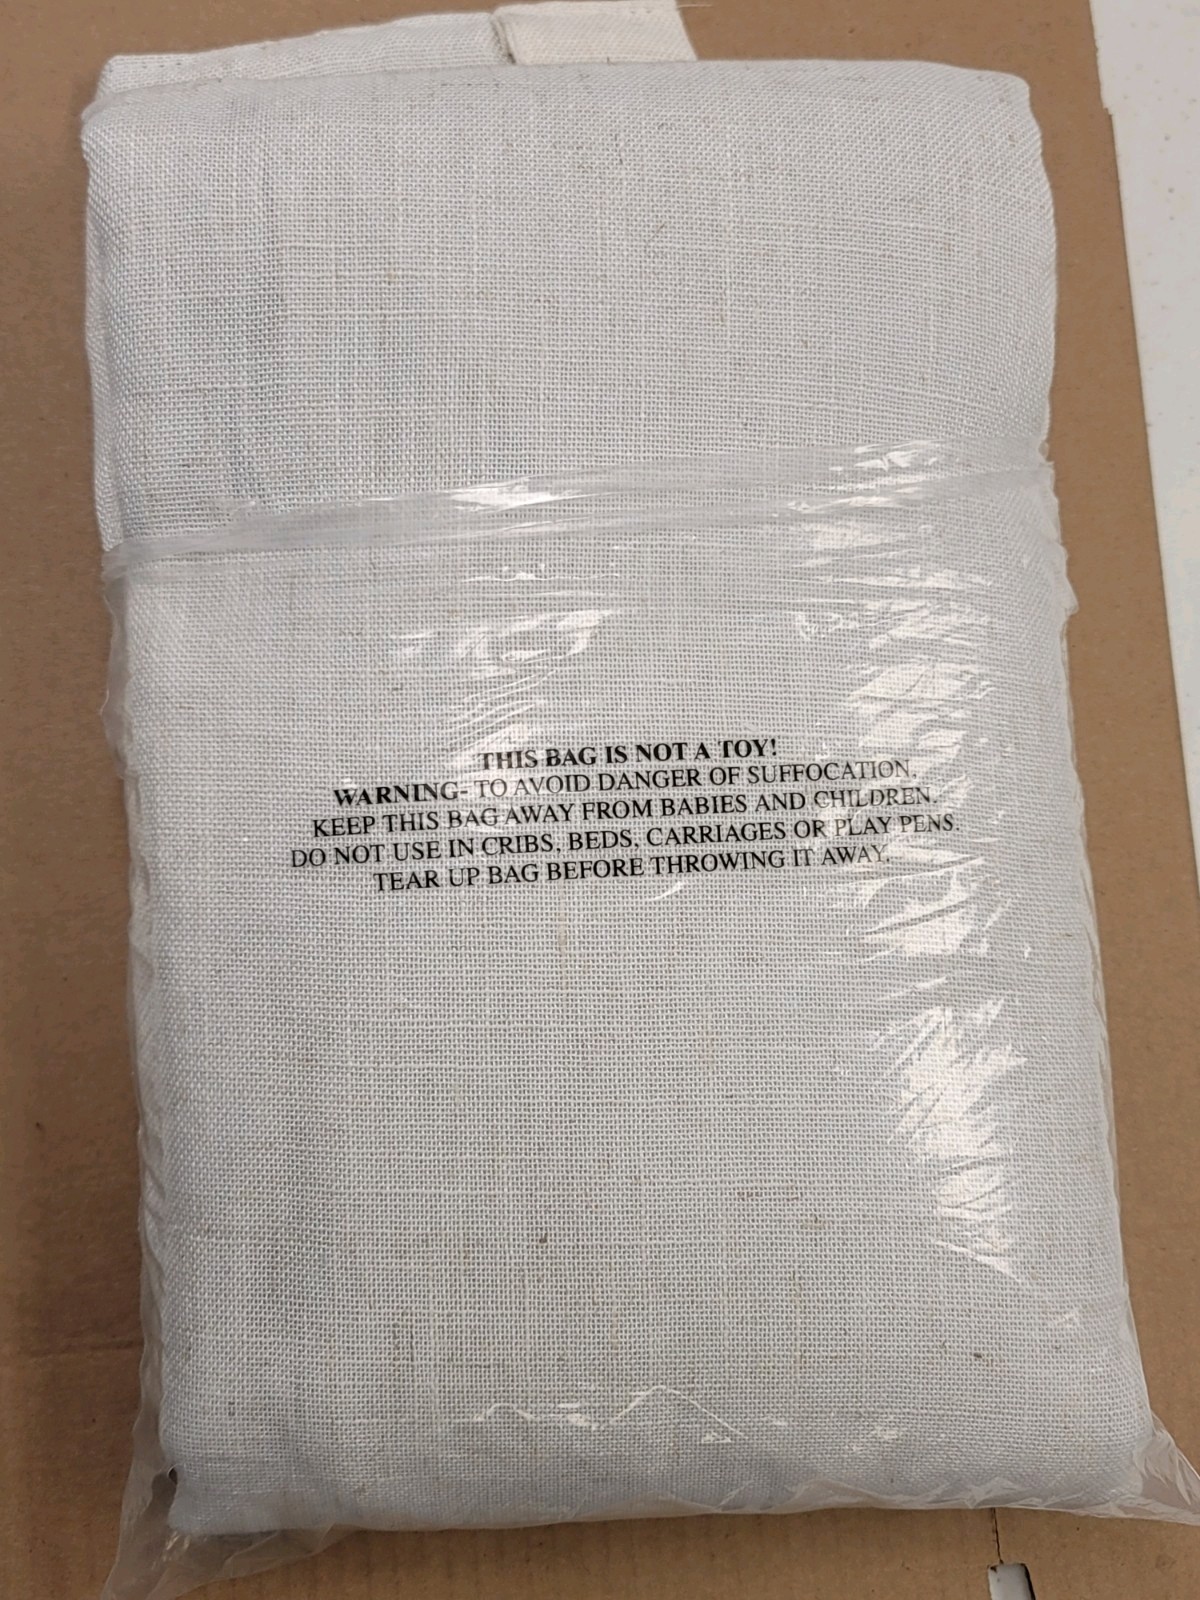 THIS BAG IS NOT A TOY!
WARNING- TO AVOID DANGER OF SUFFOCATION,
KEEP THIS BAG AWAY FROM BABIES AND CHILDREN.
DO NOT USE IN CRIBS, BEDS, CARRIAGES OR PLAY PENS.
TEAR UP BAG BEFORE THROWING IT AWAY.